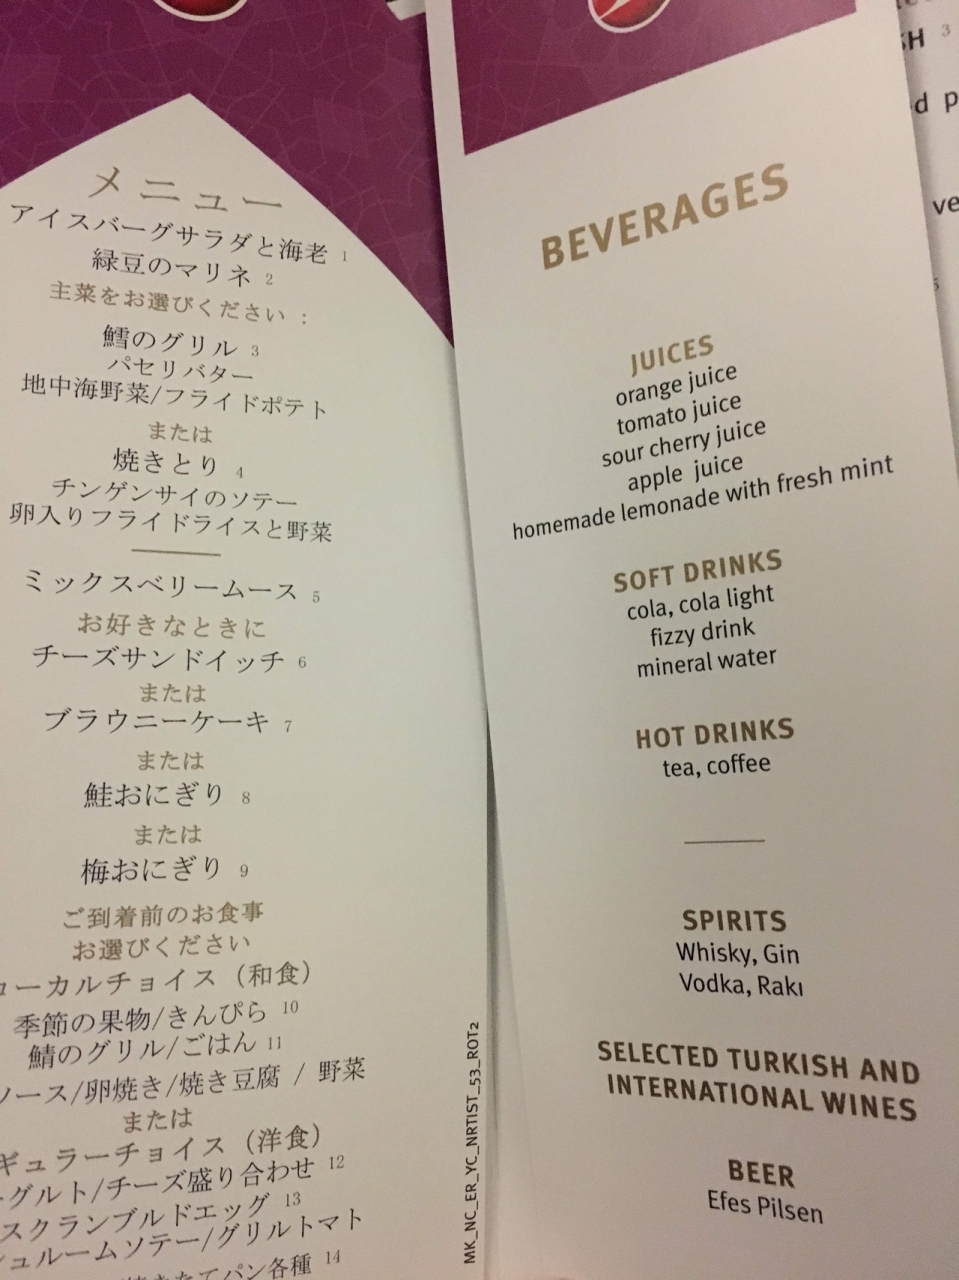 メニュー
アイスバーグサラダと海老 1
緑豆のマリネ 2
主菜をお選びください :
鱈のグリル 3
パセリバター
地中海野菜/フライドポテト
または
焼きとり 4
チンゲンサイのソテー
卵入りフライドライスと野菜
ミックスベリームース 5
お好きなときに
チーズサンドイッチ 6
または
ブラウニーケーキ 7
または
鮭おにぎり 8
または
梅おにぎり 9
ご到着前のお食事
お選びください
ーカルチョイス（和食）
季節の果物/きんぴら 10
鯖のグリル/ごはん 11
ソース/卵焼き/焼き豆腐 / 野菜
または
ギュラーチョイス（洋食）
ーグルト/チーズ盛り合わせ 12
スクランブルドエッグ 13
シュルームソテー/グリルトマト
焼きたてパン各種 14
MK_NC_ER_YC_NRTIST_53_ROT2
BEVERAGES
JUICES
orange juice
tomato juice
sour cherry juice
apple juice
homemade lemonade with fresh mint
SOFT DRINKS
cola, cola light
fizzy drink
mineral water
HOT DRINKS
tea, coffee
SPIRITS
Whisky, Gin
Vodka, Rakı
SELECTED TURKISH AND
INTERNATIONAL WINES
BEER
Efes Pilsen
SH 3
d p
ve
5